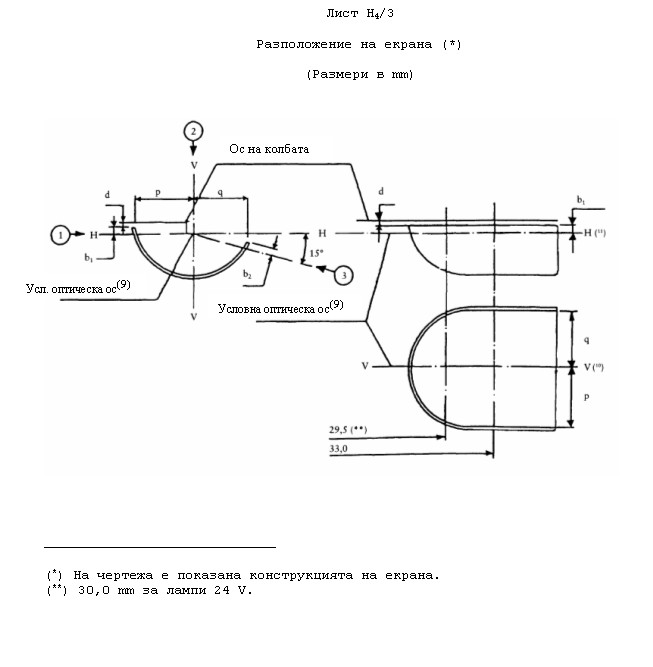 Лист H₄/3
Разположение на екрана (*)
(Размери в mm)
2
Ос на колбата
V
d
p
q
d
b₁
1
H
H
H (¹¹)
b₁
15°
b₂
3
Усл. оптическа ос(9)
Условна оптическа ос(9)
V
q
V
V (¹⁰)
p
29,5 (**)
33,0
(*) На чертежа е показана конструкцията на екрана.
(**) 30,0 mm за лампи 24 V.